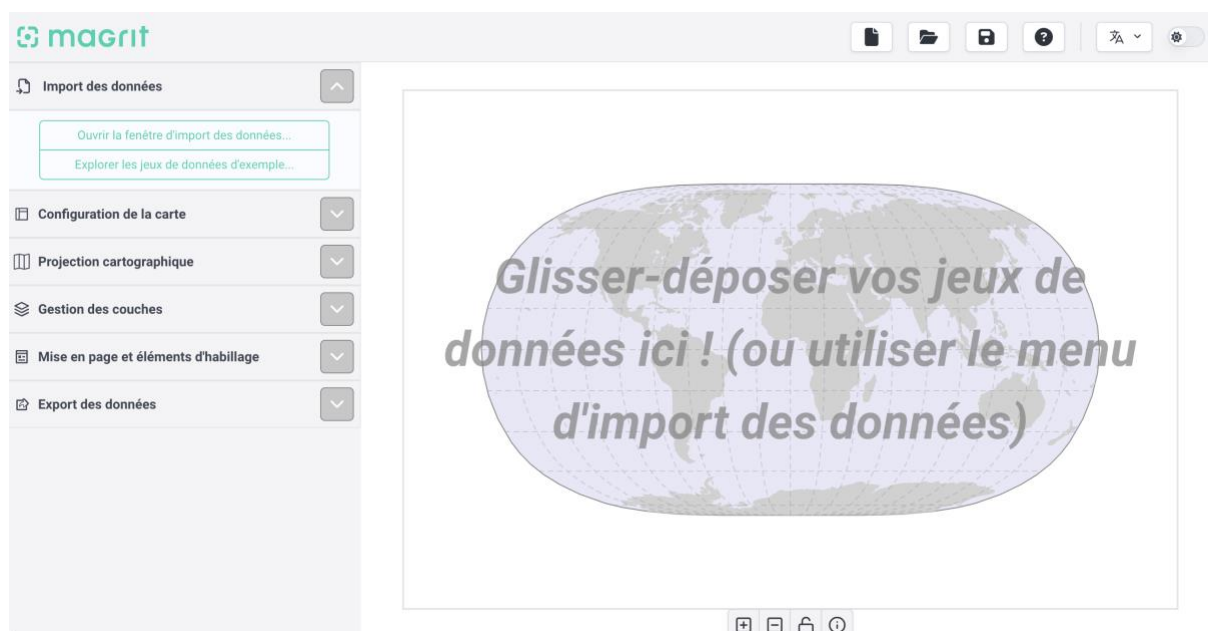 magrit
Import des données
Ouvrir la fenêtre d'import des données...
Explorer les jeux de données d'exemple...
Configuration de la carte
Projection cartographique
Gestion des couches
Mise en page et éléments d'habillage
Export des données
Glisser-déposer vos jeux de
données ici ! (ou utiliser le menu
d'import des données)